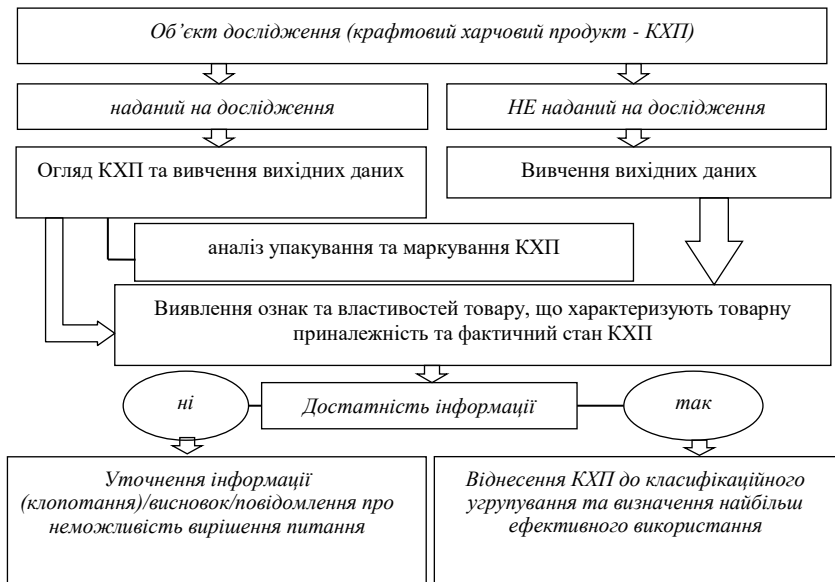 Об’єкт дослідження (крафтовий харчовий продукт - КХП)
наданий на дослідження
НЕ наданий на дослідження
Огляд КХП та вивчення вихідних даних
Вивчення вихідних даних
аналіз упакування та маркування КХП
Виявлення ознак та властивостей товару, що характеризують товарну
приналежність та фактичний стан КХП
ні
Достатність інформації
так
Уточнення інформації
(клопотання)/висновок/повідомлення про
неможливість вирішення питання
Віднесення КХП до класифікаційного
угрупування та визначення найбільш
ефективного використання